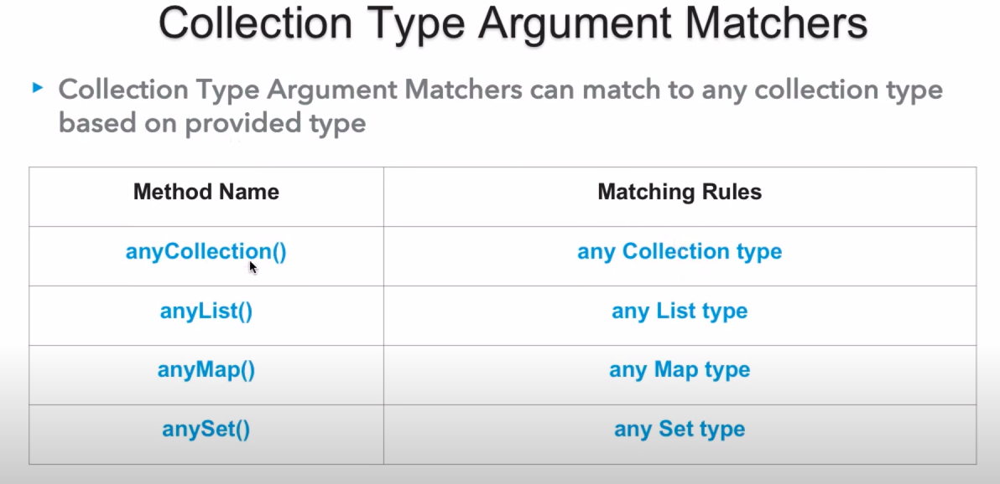 Collection Type Argument Matchers
Collection Type Argument Matchers can match to any collection type
based on provided type
Method Name
Matching Rules
anyCollection()
any Collection type
anyList()
any List type
anyMap()
any Map type
anySet()
any Set type